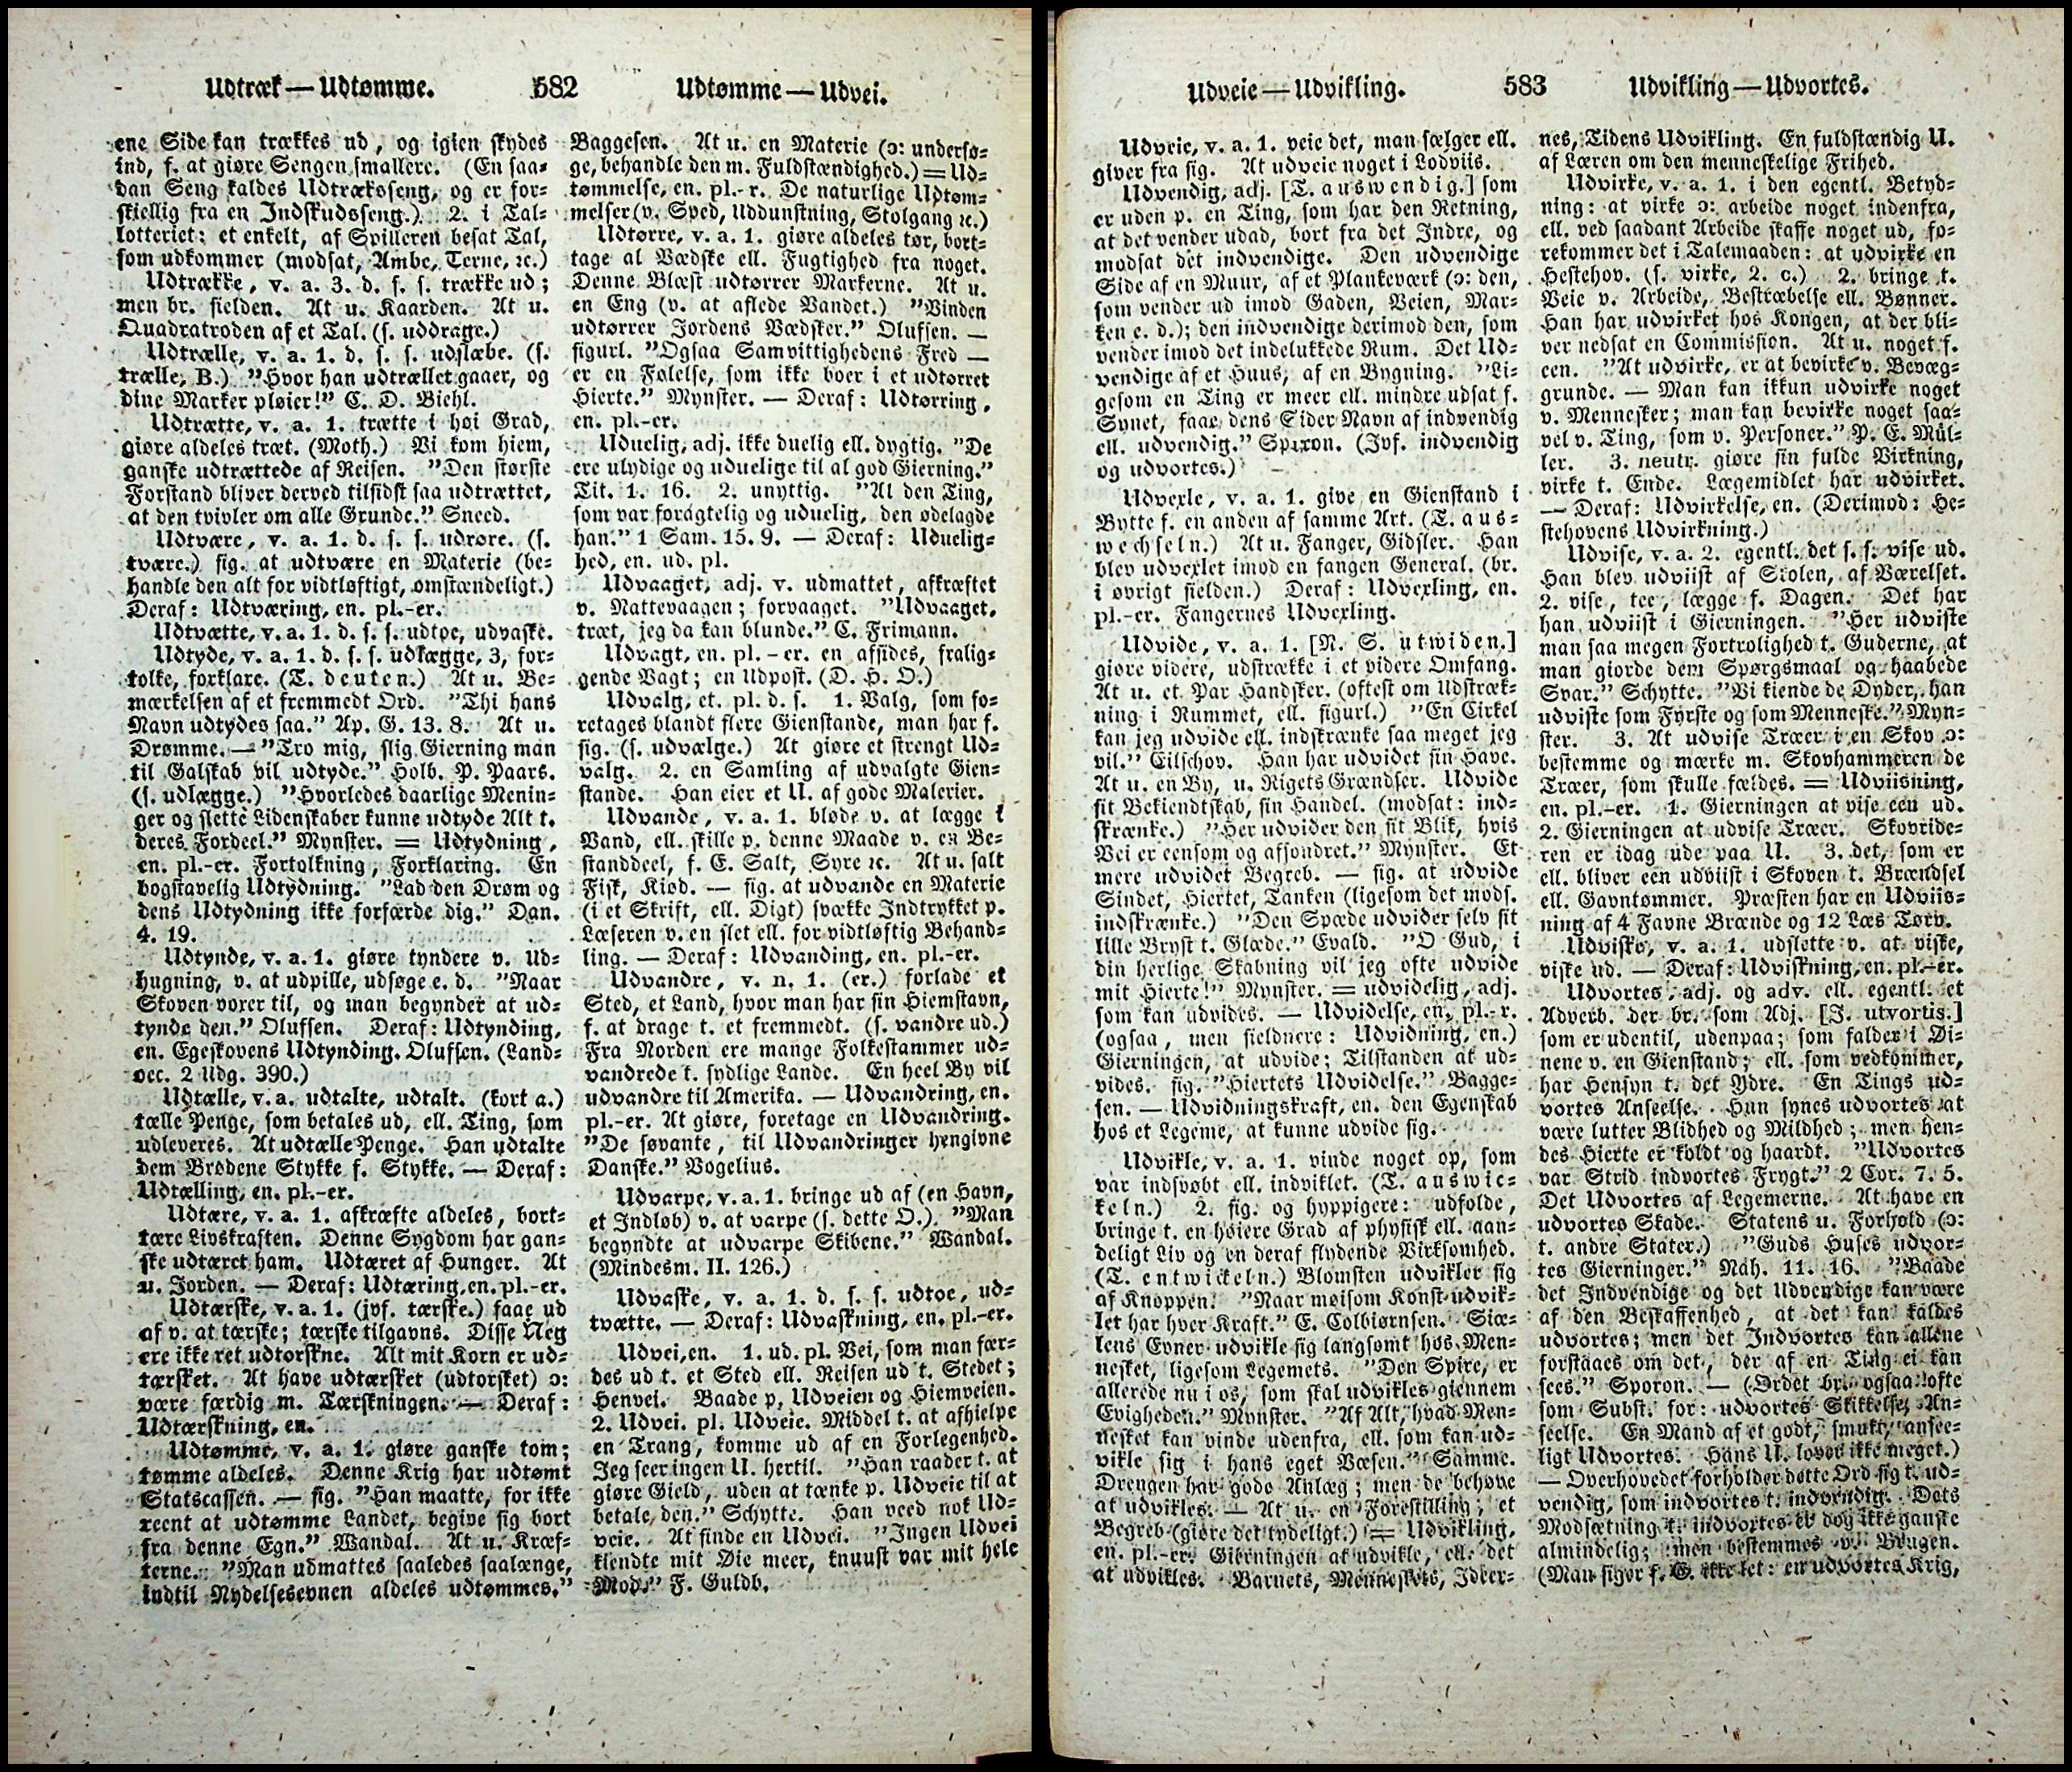 Udtræk — Udtømme. 582 Udtømme — Udvei.
ene Side kan trækkes ud, og igien skydes
ind, f. at giøre Sengen smallere. (En saa=
dan Seng kaldes Udtræksseng, og er for=
skiellig fra en Indskudsseng.) 2. i Tal=
lotteriet: et enkelt, af Spilleren besat Tal,
som udkommer (modsat, Ambe, Terne, ꝛc.)
Udtrække, v. a. 3. d. s. s. trække ud;
men br. sielden. At u. Kaarden. At u.
Quadratroden af et Tal. (s. uddrage.)
Udtrælle, v. a. 1. d. s. s. udslæbe. (s.
trælle, B.) ”Hvor han udtrællet gaaer, og
dine Marker pløier!” C. D. Biehl.
Udtrætte, v. a. 1. trætte i høi Grad,
giøre aldeles træt. (Moth.) Vi kom hiem,
ganske udtrættede af Reisen. ”Den største
Forstand bliver derved tilsidst saa udtrættet,
at den tvivler om alle Grunde.” Sneed.
Udtvære, v. a. 1. d. s. s. udrøre. (s.
tvære.) fig. at udtvære en Materie (be=
handle den alt for vidtløftigt, omstændeligt.)
Deraf: Udtværing, en. pl.-er.
Udtvætte, v. a. 1. d. s. s. udtoe, udvaske.
Udtyde, v. a. 1. d. s. s. udlægge, 3, for=
tolke, forklare. (T. deuten.) At u. Be=
mærkelsen af et fremmedt Ord. ”Thi hans
Navn udtydes saa.” Ap. G. 13. 8. At u.
Drømme. — ”Tro mig, slig Gierning man
til Galskab vil udtyde.” Holb. P. Paars.
(s. udlægge.) ”Hvorledes daarlige Menin=
ger og slette Lidenskaber kunne udtyde Alt t.
deres Fordeel.” Mynster. = Udtydning,
en. pl.-er. Fortolkning, Forklaring. En
bogstavelig Udtydning. ”Lad den Drøm og
dens Udtydning ikke forfærde dig.” Dan.
4. 19.
Udtynde, v. a. 1. giøre tyndere v. Ud=
hugning, v. at udpille, udsøge e. d. ”Naar
Skoven voxer til, og man begynder at ud=
tynde den.” Olufsen. Deraf: Udtynding,
en. Egeskovens Udtynding. Olufsen. (Land=
oec. 2 Udg. 390.)
Udtælle, v. a. udtalte, udtalt. (kort a.)
tælle Penge, som betales ud, ell. Ting, som
udleveres. At udtælle Penge. Han udtalte
dem Brødene Stykke f. Stykke. — Deraf:
Udtælling, en. pl.-er.
Udtære, v. a. 1. afkræfte aldeles, bort=
tære Livskraften. Denne Sygdom har gan=
ske udtæret ham. Udtæret af Hunger. At
u. Jorden. — Deraf: Udtæring, en. pl.-er.
Udtærske, v. a. 1. (jvf. tærske.) faae ud
af v. at tærske; tærske tilgavns. Disse Neg
ere ikke ret udtorskne. Alt mit Korn er ud=
tærsket. At have udtærsket (udtorsket) ɔ:
være færdig m. Tærskningen. — Deraf:
Udtærskning, en.
Udtømme, v. a. 1. giøre ganske tom;
tømme aldeles. Denne Krig har udtømt
Statscassen. — fig. ”Han maatte, for ikke
reent at udtømme Landet, begive sig bort
fra denne Egn.” Wandal. At u. Kræf=
terne. ”Man udmattes saaledes saalænge,
indtil Nydelsesevnen aldeles udtømmes.”
Baggesen. At u. en Materie (ɔ: undersø=
ge, behandle den m. Fuldstændighed.) = Ud=
tømmelse, en. pl.-r. De naturlige Udtøm=
melser (v. Sved, Uddunstning, Stolgang ꝛc.)
Udtørre, v. a. 1. giøre aldeles tør, bort=
tage al Vædske ell. Fugtighed fra noget.
Denne Blæst udtørrer Markerne. At u.
en Eng (v. at aflede Vandet.) ”Vinden
udtørrer Jordens Vædsker.” Olufsen. —
figurl. ”Ogsaa Samvittighedens Fred —
er en Følelse, som ikke boer i et udtørret
Hierte.” Mynster. — Deraf: Udtørring,
en. pl.-er.
Uduelig, adj. ikke duelig ell. dygtig. ”De
ere ulydige og uduelige til al god Gierning.”
Tit. 1. 16. 2. unyttig. ”Al den Ting,
som var foragtelig og uduelig, den ødelagde
han.” 1 Sam. 15. 9. — Deraf: Uduelig=
hed, en. ud. pl.
Udvaaget, adj. v. udmattet, afkræftet
v. Nattevaagen; forvaaget. ”Udvaaget,
træt, jeg da kan blunde.” C. Frimann.
Udvagt, en. pl. - er. en afsides, fralig=
gende Vagt; en Udpost. (D. H. O.)
Udvalg, et. pl. d. s. 1. Valg, som fo=
retages blandt flere Gienstande, man har f.
sig. (s. udvælge.) At giøre et strengt Ud=
valg. 2. en Samling af udvalgte Gien=
stande. Han eier et U. af gode Malerier.
Udvande, v. a. 1. bløde v. at lægge i
Vand, ell. skille p. denne Maade v. en Be=
standdeel, f. E. Salt, Syre ꝛc. At u. salt
Fisk, Kiød. — fig. at udvande en Materie
(i et Skrift, ell. Digt) svække Indtrykket p.
Læseren v. en slet ell. for vidtløftig Behand=
ling. — Deraf: Udvanding, en. pl.-er.
Udvandre, v. n. 1. (er.) forlade et
Sted, et Land, hvor man har sin Hiemstavn,
f. at drage t. et fremmedt. (s. vandre ud.)
Fra Norden ere mange Folkestammer ud=
vandrede t. sydlige Lande. En heel By vil
udvandre til Amerika. — Udvandring, en.
pl.-er. At giøre, foretage en Udvandring.
”De søvante, til Udvandringer hengivne
Danske.” Vogelius.
Udvarpe, v. a. 1. bringe ud af (en Havn,
et Indløb) v. at varpe (s. dette O.). ”Man
begyndte at udvarpe Skibene.” Wandal.
(Mindesm. II. 126.)
Udvaske, v. a. 1. d. s. s. udtoe, ud=
tvætte. — Deraf: Udvaskning, en. pl.-er.
Udvei, en. 1. ud. pl. Vei, som man fær=
des ud t. et Sted ell. Reisen ud t. Stedet;
Henvei. Baade p. Udveien og Hiemveien.
2. Udvei. pl. Udveie. Middel t. at afhielpe
en Trang, komme ud af en Forlegenhed.
Jeg seer ingen U. hertil. ”Han raader t. at
giøre Gield, uden at tænke p. Udveie til at
betale den.” Schytte. Han veed nok Ud=
veie. At finde en Udvei. ”Ingen Udvei
kiendte mit Øie meer, knuust var mit hele
Mod.” F. Guldb.
Udveie — Udvikling. 583 Udvikling — Udvortes.
Udveie, v. a. 1. veie det, man sælger ell.
giver fra sig. At udveie noget i Lodviis.
Udvendig, adj. [T. auswendig.] som
er uden p. en Ting, som har den Retning,
at det vender udad, bort fra det Indre, og
modsat det indvendige. Den udvendige
Side af en Muur, af et Plankeværk (ɔ: den,
som vender ud imod Gaden, Veien, Mar=
ken e. d.); den indvendige derimod den, som
vender imod det indelukkede Rum. Det Ud=
vendige af et Huus, af en Bygning. ”Li=
gesom en Ting er meer ell. mindre udsat f.
Synet, faae dens Sider Navn af indvendig
ell. udvendig.” Sporon. (Jvf. indvendig
og udvortes.)
Udvexle, v. a. 1. give en Gienstand i
Bytte f. en anden af samme Art. (T. aus=
wechseln.) At u. Fanger, Gidsler. Han
blev udvexlet imod en fangen General. (br.
i øvrigt sielden.) Deraf: Udvexling, en.
pl.-er. Fangernes Udvexling.
Udvide, v. a. 1. [N. S. utwiden.]
giøre videre, udstrække i et videre Omfang.
At u. et Par Handsker. (oftest om Udstræk=
ning i Rummet, ell. figurl.) ”En Cirkel
kan jeg udvide ell. indskrænke saa meget jeg
vil.” Eilschov. Han har udvidet sin Have.
At u. en By, u. Rigets Grændser. Udvide
sit Bekiendtskab, sin Handel. (modsat: ind=
skrænke.) ”Her udvider den sit Blik, hvis
Vei er eensom og afsondret.” Mynster. Et
mere udvidet Begreb. — fig. at udvide
Sindet, Hiertet, Tanken (ligesom det mods.
indskrænke.) ”Den Spæde udvider selv sit
lille Bryst t. Glæde.” Evald. ”O Gud, i
din herlige Skabning vil jeg ofte udvide
mit Hierte!” Mynster. = udvidelig, adj.
som kan udvides. — Udvidelse, en, pl.-r.
(ogsaa, men sieldnere: Udvidning, en.)
Gierningen, at udvide; Tilstanden at ud=
vides. fig. ”Hiertets Udvidelse.” Bagge=
sen. — Udvidningskraft, en. den Egenskab
hos et Legeme, at kunne udvide sig.
Udvikle, v. a. 1. vinde noget op, som
var indsvøbt ell. indviklet. (T. auswic=
keln.) 2. fig. og hyppigere: udfolde,
bringe t. en høiere Grad af physisk ell. aan=
deligt Liv og en deraf flydende Virksomhed.
(T. entwickeln.) Blomsten udvikler sig
af Knoppen. ”Naar møisom Konst udvik=
let har hver Kraft.” E. Colbiørnsen. Siæ=
lens Evner udvikle sig langsomt hos Men=
nesket, ligesom Legemets. ”Den Spire, er
allerede nu i os, som skal udvikles giennem
Evigheden.” Mynster. ”Af Alt, hvad Men=
nesket kan vinde udenfra, ell. som kan ud=
vikle sig i hans eget Væsen.” Samme.
Drengen har gode Anlæg; men de behøve
at udvikles. — At u. en Forestilling; et
Begreb (giøre det tydeligt.) = Udvikling,
en. pl.-er. Gierningen at udvikle, ell. det
at udvikles. Barnets, Menneskets, Ideer=
nes, Tidens Udvikling. En fuldstændig U.
af Læren om den menneskelige Frihed.
Udvirke, v. a. 1. i den egentl. Betyd=
ning: at virke ɔ: arbeide noget indenfra,
ell. ved saadant Arbeide skaffe noget ud, fo=
rekommer det i Talemaaden: at udvirke en
Hestehov. (s. virke, 2. c.) 2. bringe t.
Veie v. Arbeide, Bestræbelse ell. Bønner.
Han har udvirket hos Kongen, at der bli=
ver nedsat en Commission. At u. noget f.
een. ”At udvirke, er at bevirke v. Bevæg=
grunde. — Man kan ikkun udvirke noget
v. Mennesker; man kan bevirke noget saa=
vel v. Ting, som v. Personer.” P. E. Mül=
ler. 3. neutr. giøre sin fulde Virkning,
virke t. Ende. Lægemidlet har udvirket.
— Deraf: Udvirkelse, en. (Derimod: He=
stehovens Udvirkning.)
Udvise, v. a. 2. egentl. det s. s. vise ud.
Han blev udviist af Skolen, af Værelset.
2. vise, tee, lægge f. Dagen. Det har
han udviist i Gierningen. ”Her udviste
man saa megen Fortrolighed t. Guderne, at
man giorde dem Spørgsmaal og haabede
Svar.” Schytte. ”Vi kiende de Dyder, han
udviste som Fyrste og som Menneske.” Myn=
ster. 3. At udvise Træer i en Skov ɔ:
bestemme og mærke m. Skovhammeren de
Træer, som skulle fældes. = Udviisning,
en. pl.-er. 1. Gierningen at vise een ud.
2. Gierningen at udvise Træer. Skovride=
ren er idag ude paa U. 3. det, som er
ell. bliver een udviist i Skoven t. Brændsel
ell. Gavntømmer. Præsten har en Udviis=
ning af 4 Favne Brænde og 12 Læs Tørv.
Udviske, v. a. 1. udslette v. at viske,
viske ud. — Deraf: Udviskning, en. pl.-er.
Udvortes, adj. og adv. ell. egentl. et
Adverb. der br. som Adj. [J. utvortis.]
som er udentil, udenpaa; som falder i Øi=
nene v. en Gienstand; ell. som vedkommer,
har Hensyn t. det Ydre. En Tings ud=
vortes Anseelse. Hun synes udvortes at
være lutter Blidhed og Mildhed; men hen=
des Hierte er koldt og haardt. ”Udvortes
var Strid indvortes Frygt.” 2 Cor. 7. 5.
Det Udvortes af Legemerne. At have en
udvortes Skade. Statens u. Forhold (ɔ:
t. andre Stater.) ”Guds Huses udvor=
tes Gierninger.” Nah. 11. 16. ”Baade
det Indvendige og det Udvendige kan være
af den Beskaffenhed, at det kan kaldes
udvortes; men det Indvortes kan allene
forstaaes om det, der af en Ting ei kan
sees.” Sporon. — (Ordet br. ogsaa ofte
som Subst. for: udvortes Skikkelse, An=
seelse. En Mand af et godt, smukt, ansee=
ligt Udvortes. Hans U. lover ikke meget.)
— Overhovedet forholder dette Ord sig t. ud=
vendig, som indvortes t. indvendig. Dets
Modsætning t. indvortes er dog ikke ganske
almindelig; men bestemmes v. Brugen.
(Man siger f. E. ikke let: en udvortes Krig,